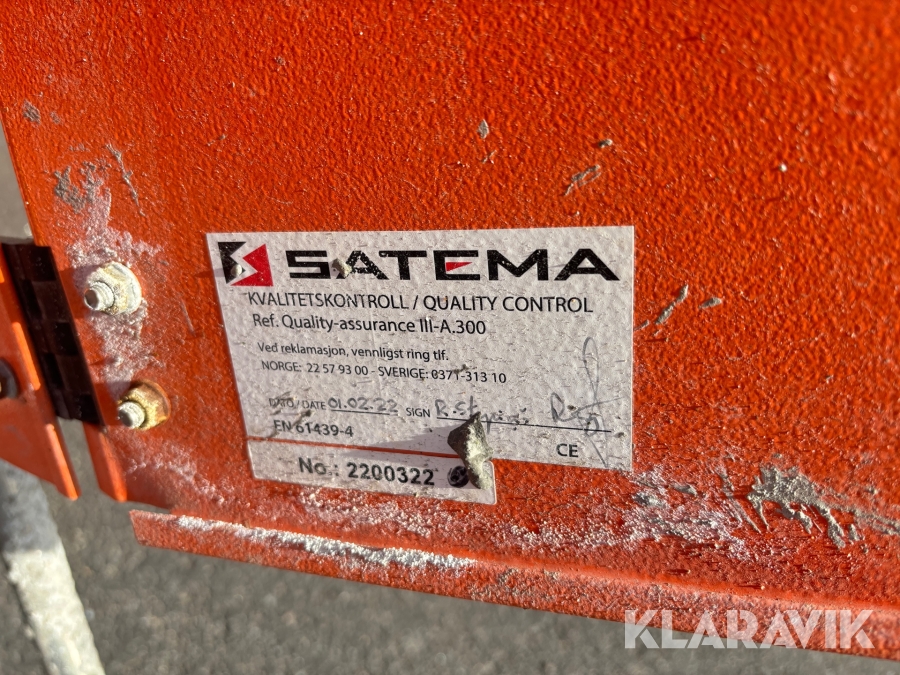 SATEMA
KVALITETSKONTROLL / QUALITY CONTROL
Ref. Quality-assurance III-A.300
Ved reklamasjon, vennligst ring tlf.
NORGE: 22 57 93 00 - SVERIGE: 0371-313 10
DATO / DATE 01.02.22 SIGN R.St
EN 61439-4
CE
No.: 2200322
KLARAVIK